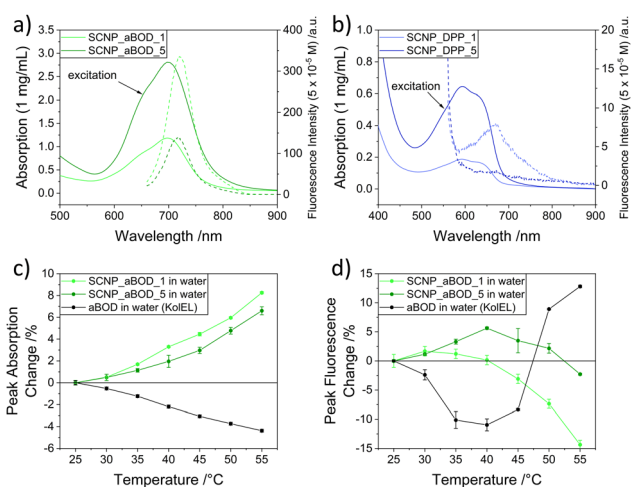 a)
SCNP_aBOD_1
SCNP_aBOD_5
excitation
Absorption (1 mg/mL)
3.5
3.0
2.5
2.0
1.5
1.0
0.5
0.0
400
300
200
100
0
Fluorescence Intensity (5 x 10⁻⁵ M) /a.u.
500 600 700 800 900
Wavelength /nm
b)
SCNP_DPP_1
SCNP_DPP_5
excitation
Absorption (1 mg/mL)
1.0
0.8
0.6
0.4
0.2
0.0
20
15
10
5
0
Fluorescence Intensity (5 x 10⁻⁵ M) /a.u.
400 500 600 700 800 900
Wavelength /nm
c)
SCNP_aBOD_1 in water
SCNP_aBOD_5 in water
aBOD in water (KolEL)
Peak Absorption
Change /%
10
8
6
4
2
0
-2
-4
-6
25 30 35 40 45 50 55
Temperature /°C
d)
SCNP_aBOD_1 in water
SCNP_aBOD_5 in water
aBOD in water (KolEL)
Peak Fluorescence
Change /%
15
10
5
0
-5
-10
-15
25 30 35 40 45 50 55
Temperature /°C